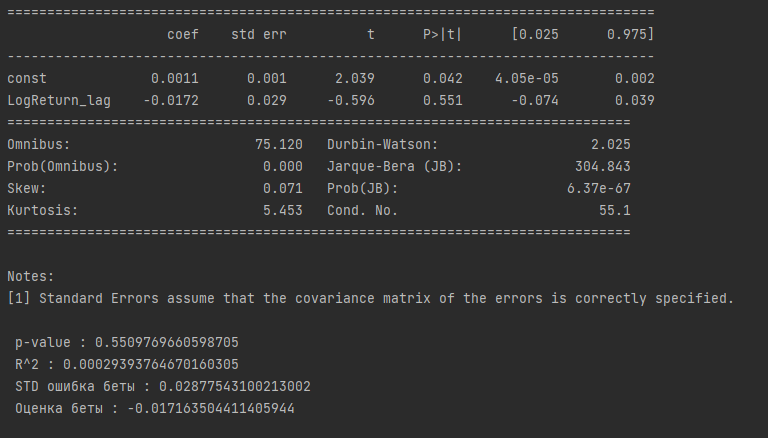 ==============================================================================
                    coef    std err          t      P>|t|      [0.025      0.975]
------------------------------------------------------------------------------
const             0.0011      0.001      2.039      0.042    4.05e-05       0.002
LogReturn_lag    -0.0172      0.029     -0.596      0.551      -0.074       0.039
==============================================================================
Omnibus:                       75.120   Durbin-Watson:                   2.025
Prob(Omnibus):                  0.000   Jarque-Bera (JB):              304.843
Skew:                           0.071   Prob(JB):                     6.37e-67
Kurtosis:                       5.453   Cond. No.                         55.1
==============================================================================
Notes:
[1] Standard Errors assume that the covariance matrix of the errors is correctly specified.
p-value : 0.5509769660598705
R^2 : 0.00029393764670160305
STD ошибка беты : 0.02877543100213002
Оценка беты : -0.017163504411405944